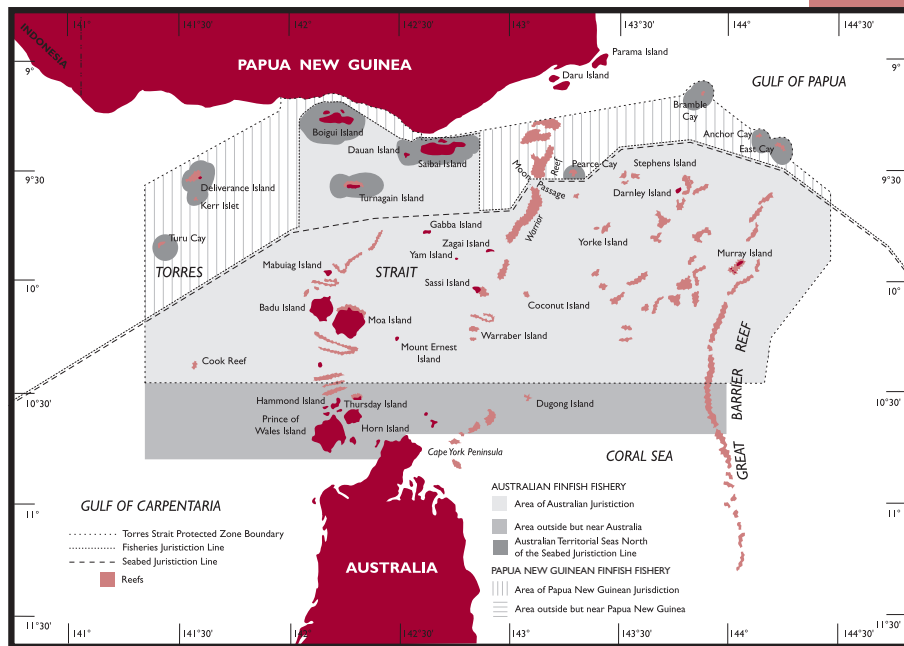 141°
141°30'
142°
142°30'
143°
143°30'
144°
144°30'
INDONESIA
PAPUA NEW GUINEA
Parama Island
Daru Island
9°
9°
GULF OF PAPUA
Bramble
Cay
Boigui Island
Anchor Cay
East Cay
Dauan Island
Saibai Island
Moon Passage
Reef
Warrior
Pearce Cay
Stephens Island
9°30'
9°30'
Deliverance Island
Kerr Islet
Turnagain Island
Darnley Island
Gabba Island
Turu Cay
Zagai Island
Yam Island
Yorke Island
Murray Island
TORRES
STRAIT
Mabuiag Island
Sassi Island
10°
10°
Badu Island
Moa Island
Coconut Island
Mount Ernest
Island
Warraber Island
Cook Reef
GREAT BARRIER REEF
10°30'
10°30'
Hammond Island
Thursday Island
Dugong Island
Prince of
Wales Island
Horn Island
Cape York Peninsula
CORAL SEA
GULF OF CARPENTARIA
Torres Strait Protected Zone Boundary
Fisheries Juristiction Line
Seabed Juristiction Line
Reefs
AUSTRALIA
AUSTRALIAN FINFISH FISHERY
Area of Australian Juristiction
Area outside but near Australia
Australian Territorial Seas North
of the Seabed Juristiction Line
PAPUA NEW GUINEAN FINFISH FISHERY
Area of Papua New Guinean Jurisdiction
Area outside but near Papua New Guinea
11°
11°
11°30'
11°30'
141°
141°30'
142°
142°30'
143°
143°30'
144°
144°30'